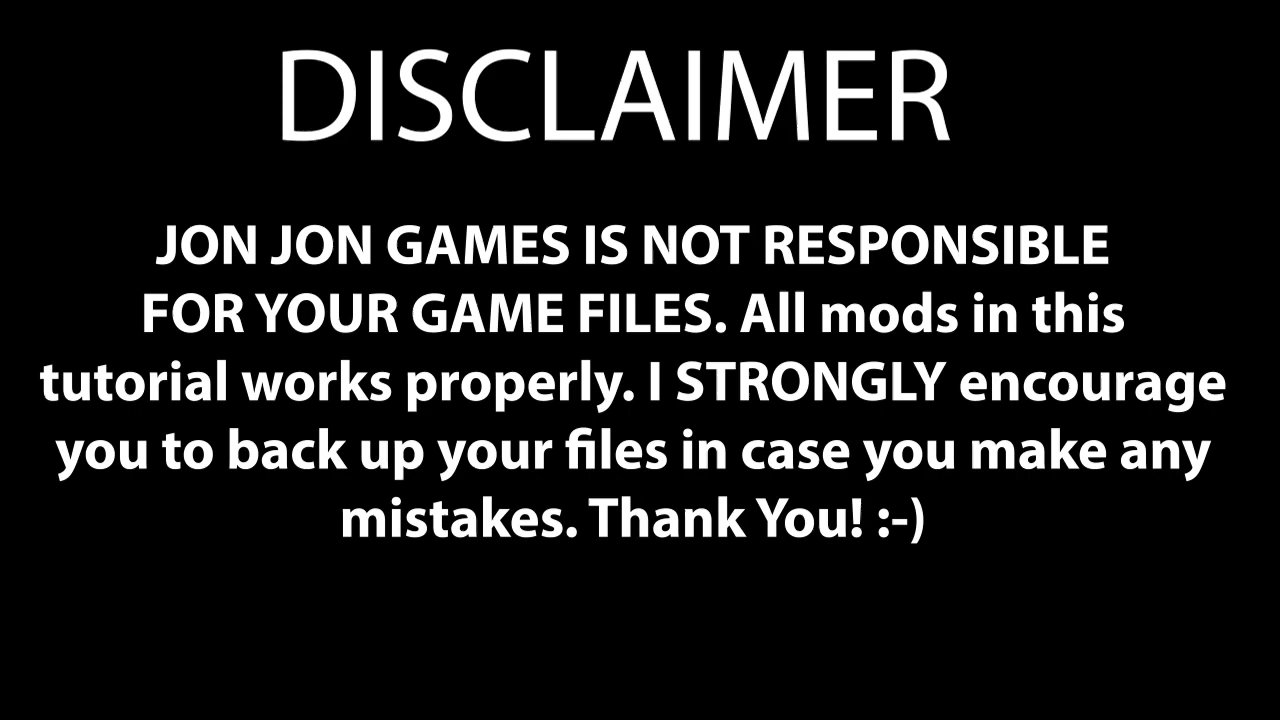 DISCLAIMER
JON JON GAMES IS NOT RESPONSIBLE
FOR YOUR GAME FILES. All mods in this
tutorial works properly. I STRONGLY encourage
you to back up your files in case you make any
mistakes. Thank You! :-)